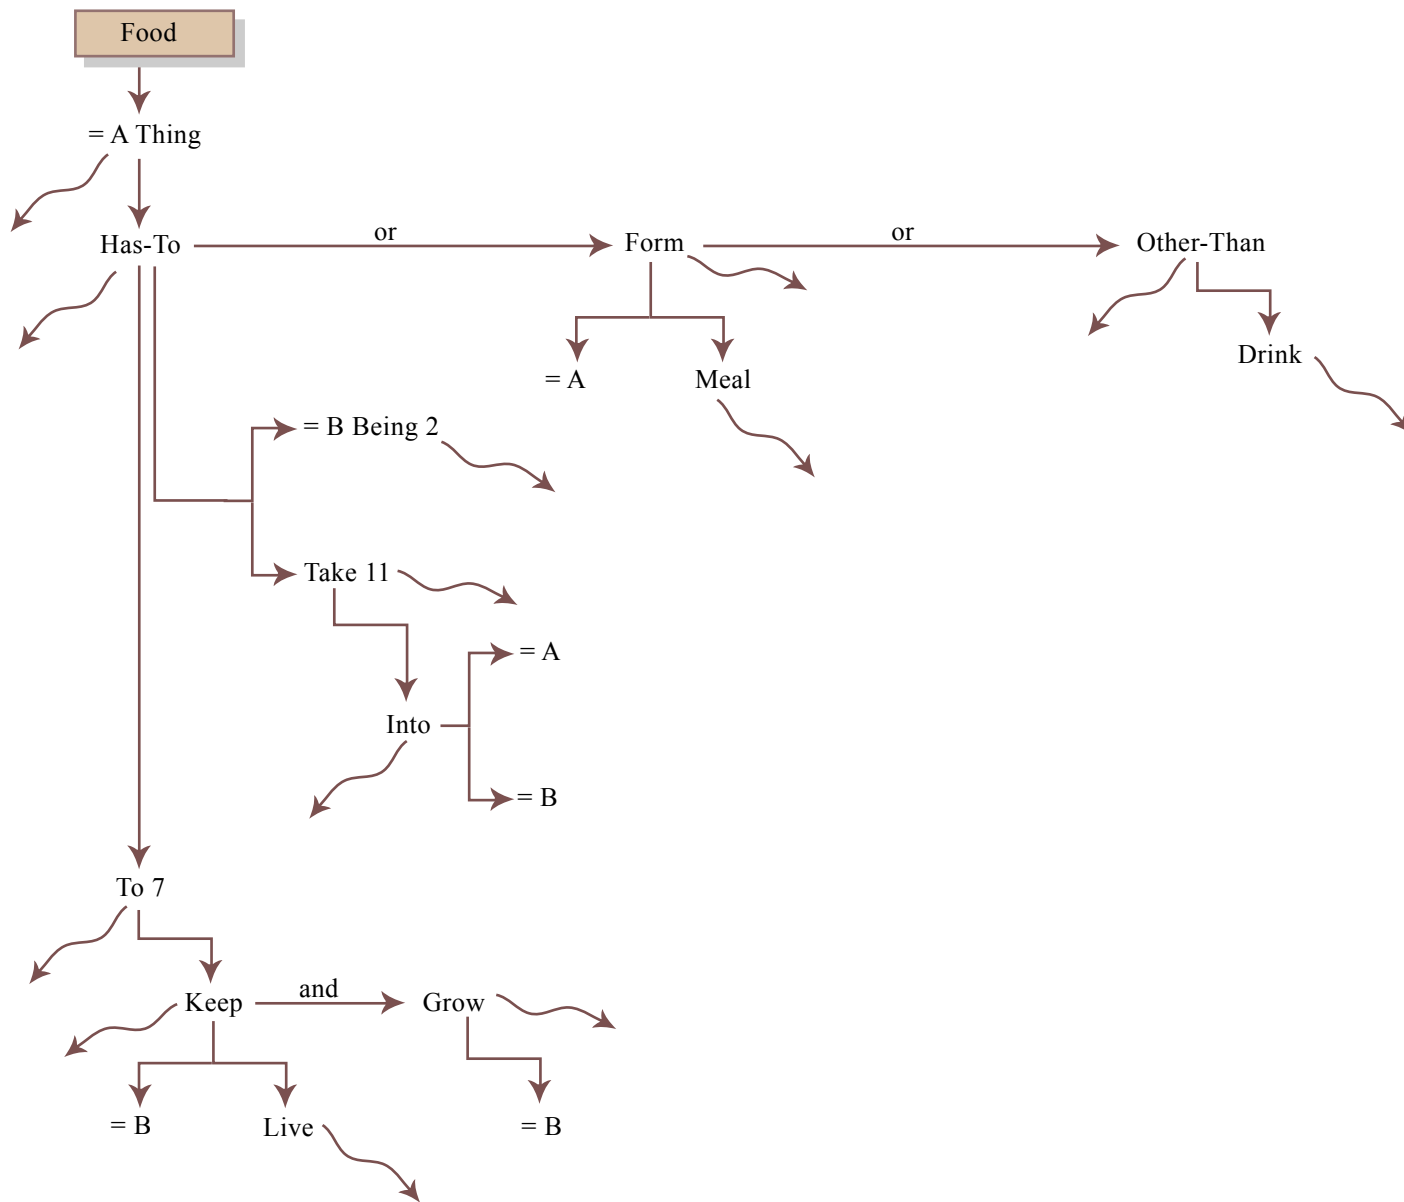 Food
= A Thing
Has-To
or
Form
or
Other-Than
= A
Meal
Drink
= B Being 2
Take 11
= A
Into
= B
To 7
Keep
and
Grow
= B
Live
= B